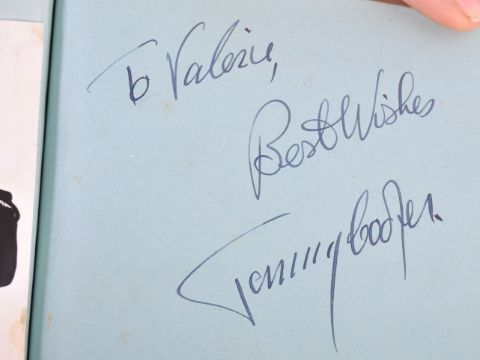 To Valerie,
Best Wishes
Tommy Cooper.